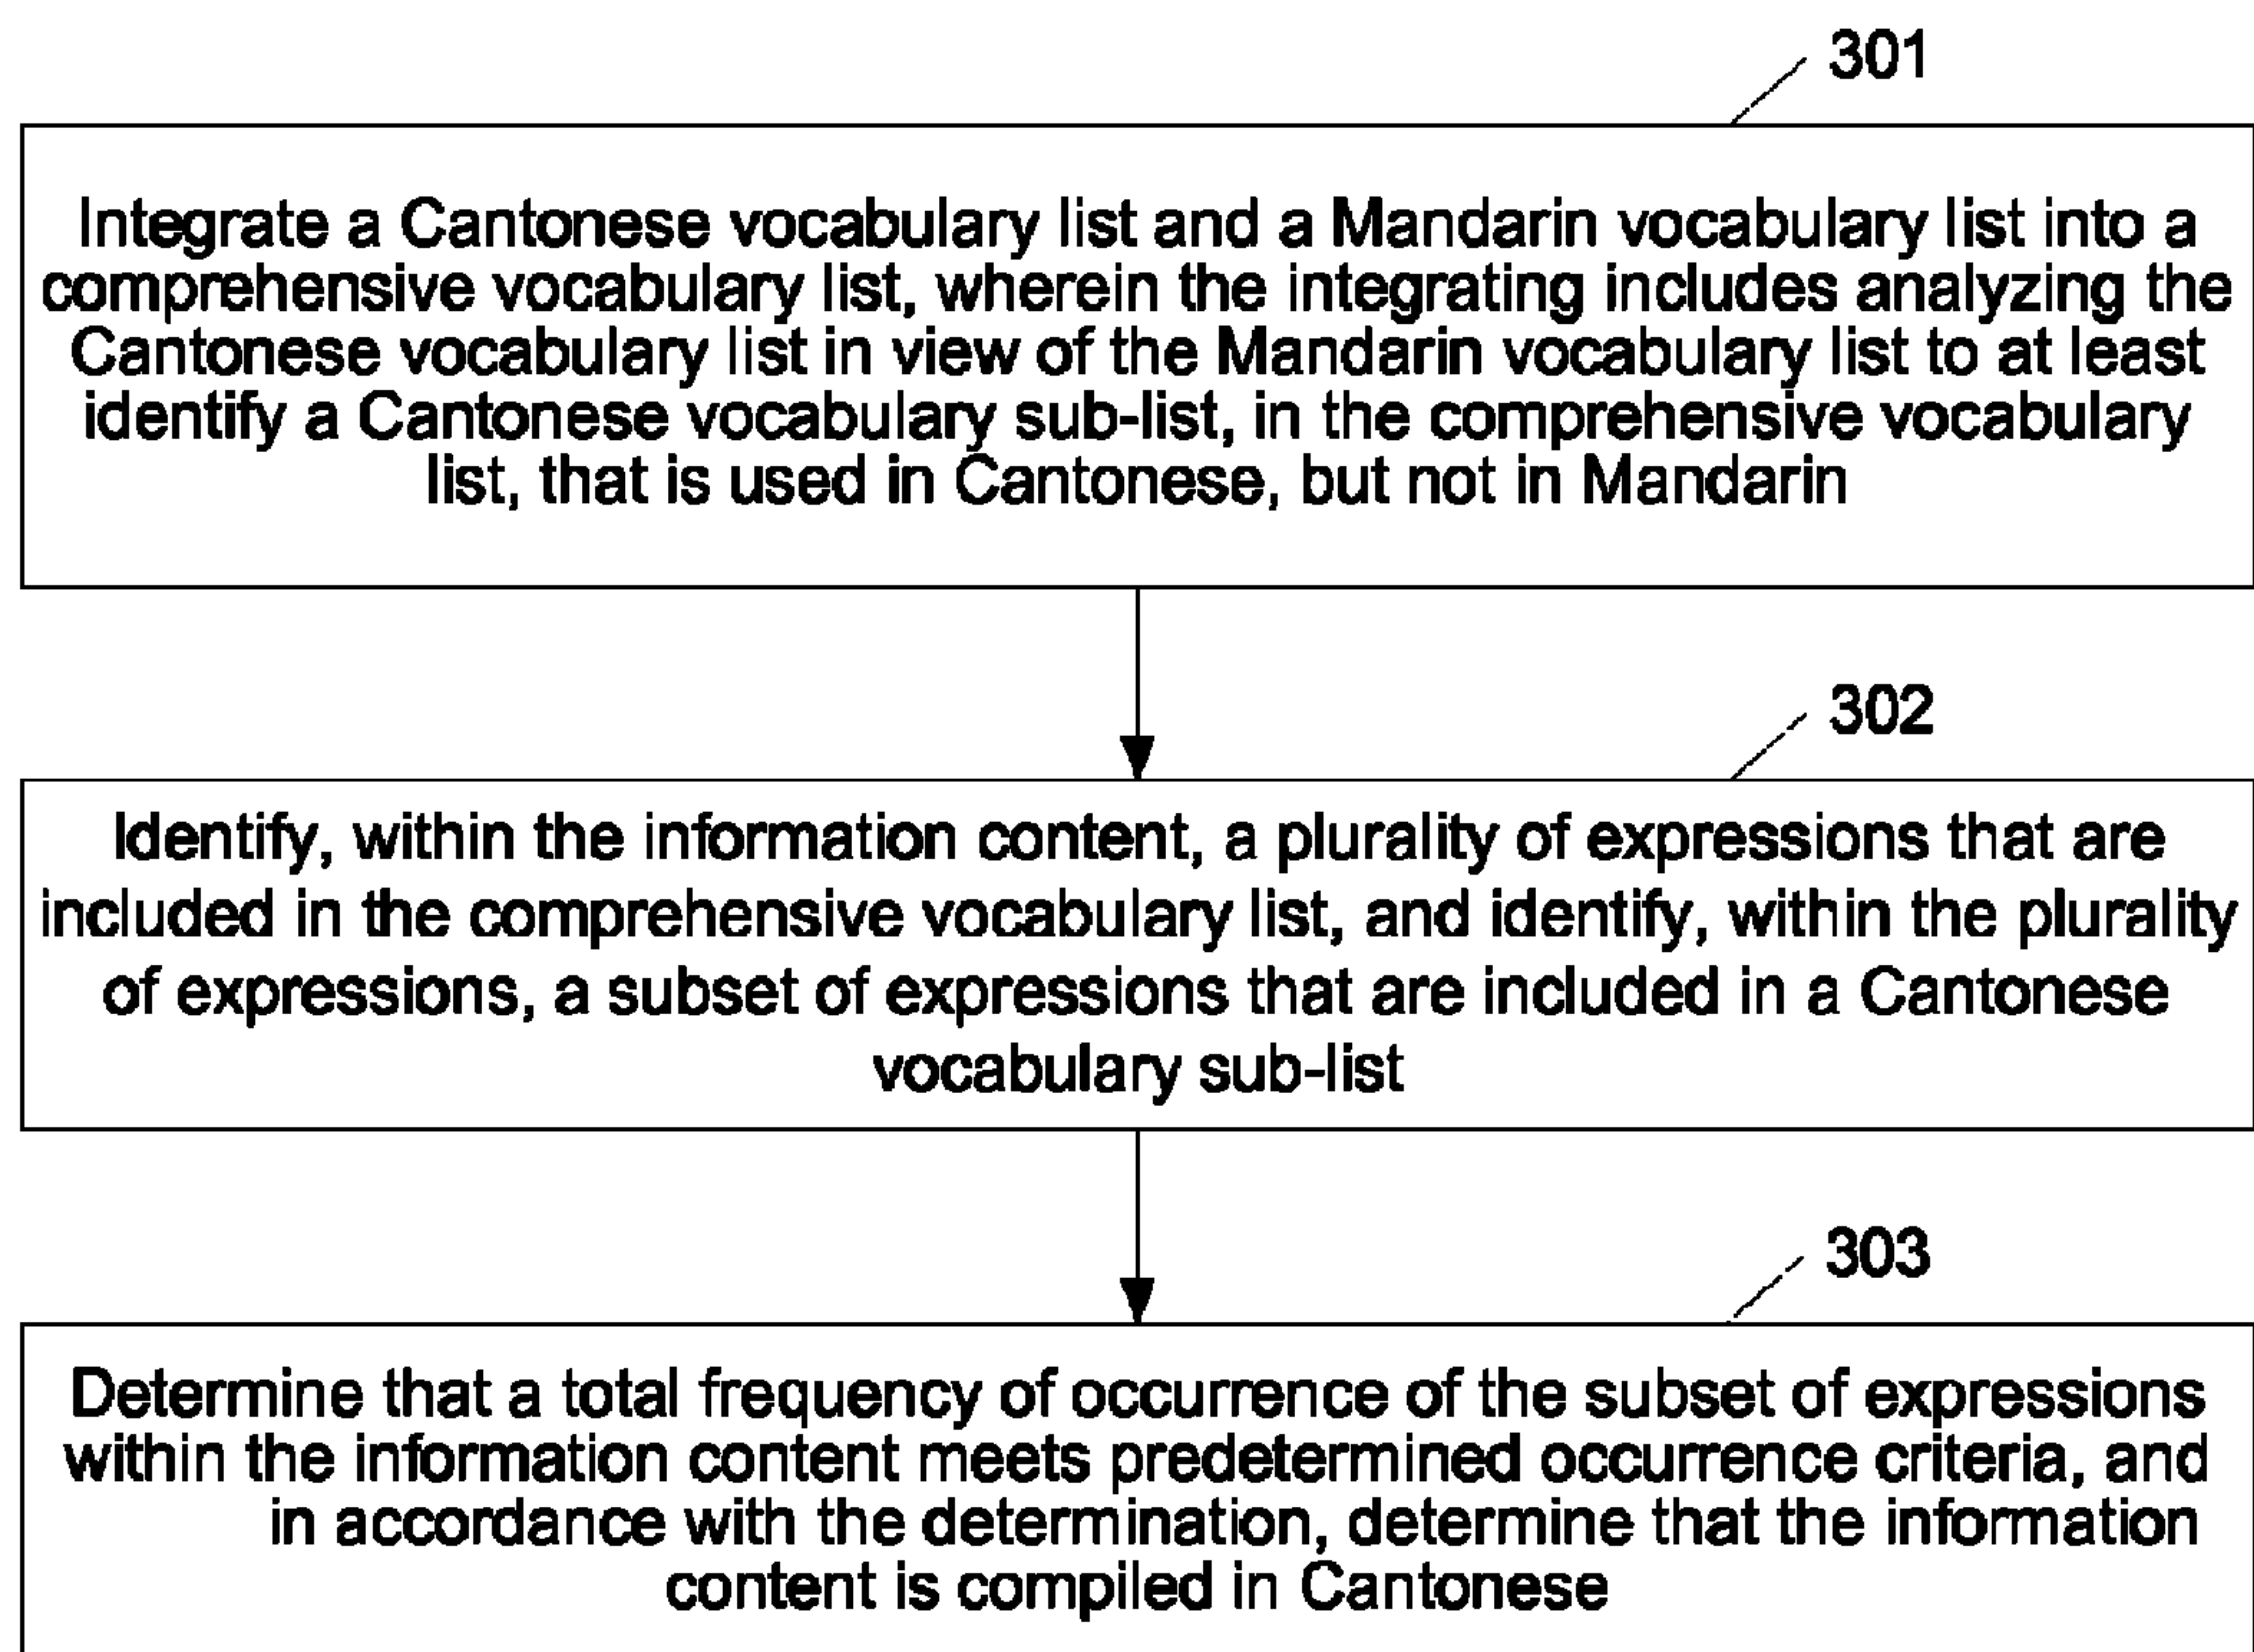 301
Integrate a Cantonese vocabulary list and a Mandarin vocabulary list into a
comprehensive vocabulary list, wherein the integrating includes analyzing the
Cantonese vocabulary list in view of the Mandarin vocabulary list to at least
identify a Cantonese vocabulary sub-list, in the comprehensive vocabulary
list, that is used in Cantonese, but not in Mandarin
302
Identify, within the information content, a plurality of expressions that are
included in the comprehensive vocabulary list, and identify, within the plurality
of expressions, a subset of expressions that are included in a Cantonese
vocabulary sub-list
303
Determine that a total frequency of occurrence of the subset of expressions
within the information content meets predetermined occurrence criteria, and
in accordance with the determination, determine that the information
content is compiled in Cantonese